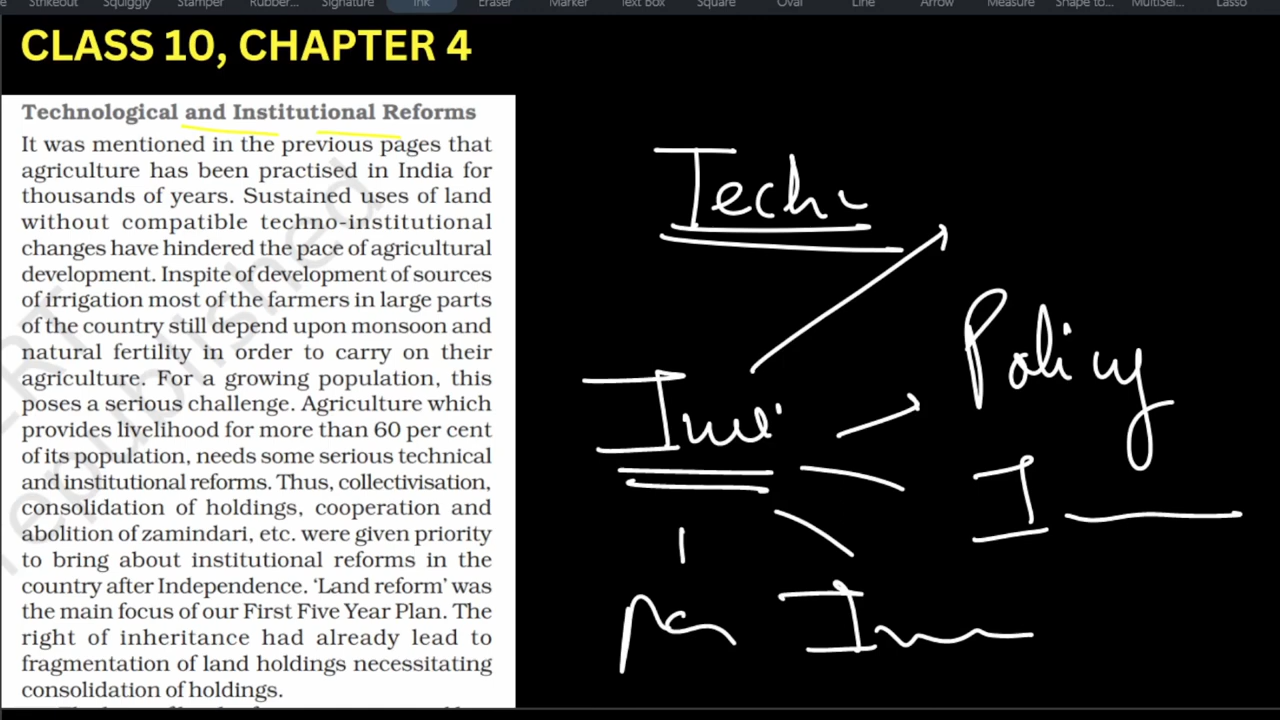 Strikeout Squiggly Stamper Rubber... Signature Ink Eraser Marker Text Box Square Oval Line Arrow Measure Shape to... MultiSel... Lasso
CLASS 10, CHAPTER 4
Technological and Institutional Reforms
It was mentioned in the previous pages that
agriculture has been practised in India for
thousands of years. Sustained uses of land
without compatible techno-institutional
changes have hindered the pace of agricultural
development. Inspite of development of sources
of irrigation most of the farmers in large parts
of the country still depend upon monsoon and
natural fertility in order to carry on their
agriculture. For a growing population, this
poses a serious challenge. Agriculture which
provides livelihood for more than 60 per cent
of its population, needs some serious technical
and institutional reforms. Thus, collectivisation,
consolidation of holdings, cooperation and
abolition of zamindari, etc. were given priority
to bring about institutional reforms in the
country after Independence. ‘Land reform’ was
the main focus of our First Five Year Plan. The
right of inheritance had already lead to
fragmentation of land holdings necessitating
consolidation of holdings.
Policy
I